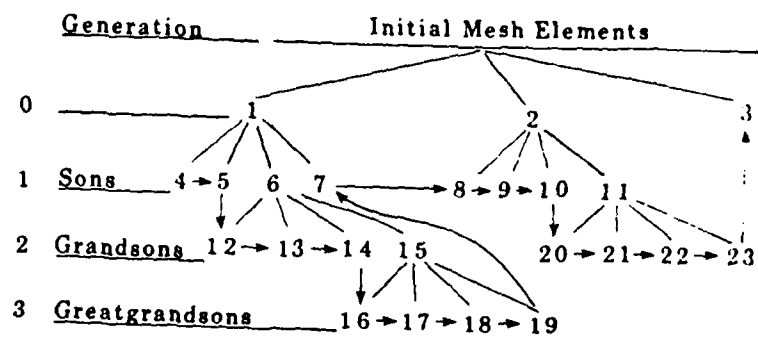 Generation Initial Mesh Elements
0 1 2 3
1 Sons 4 5 6 7 8 9 10 11
2 Grandsons 12 13 14 15 20 21 22 23
3 Greatgrandsons 16 17 18 19